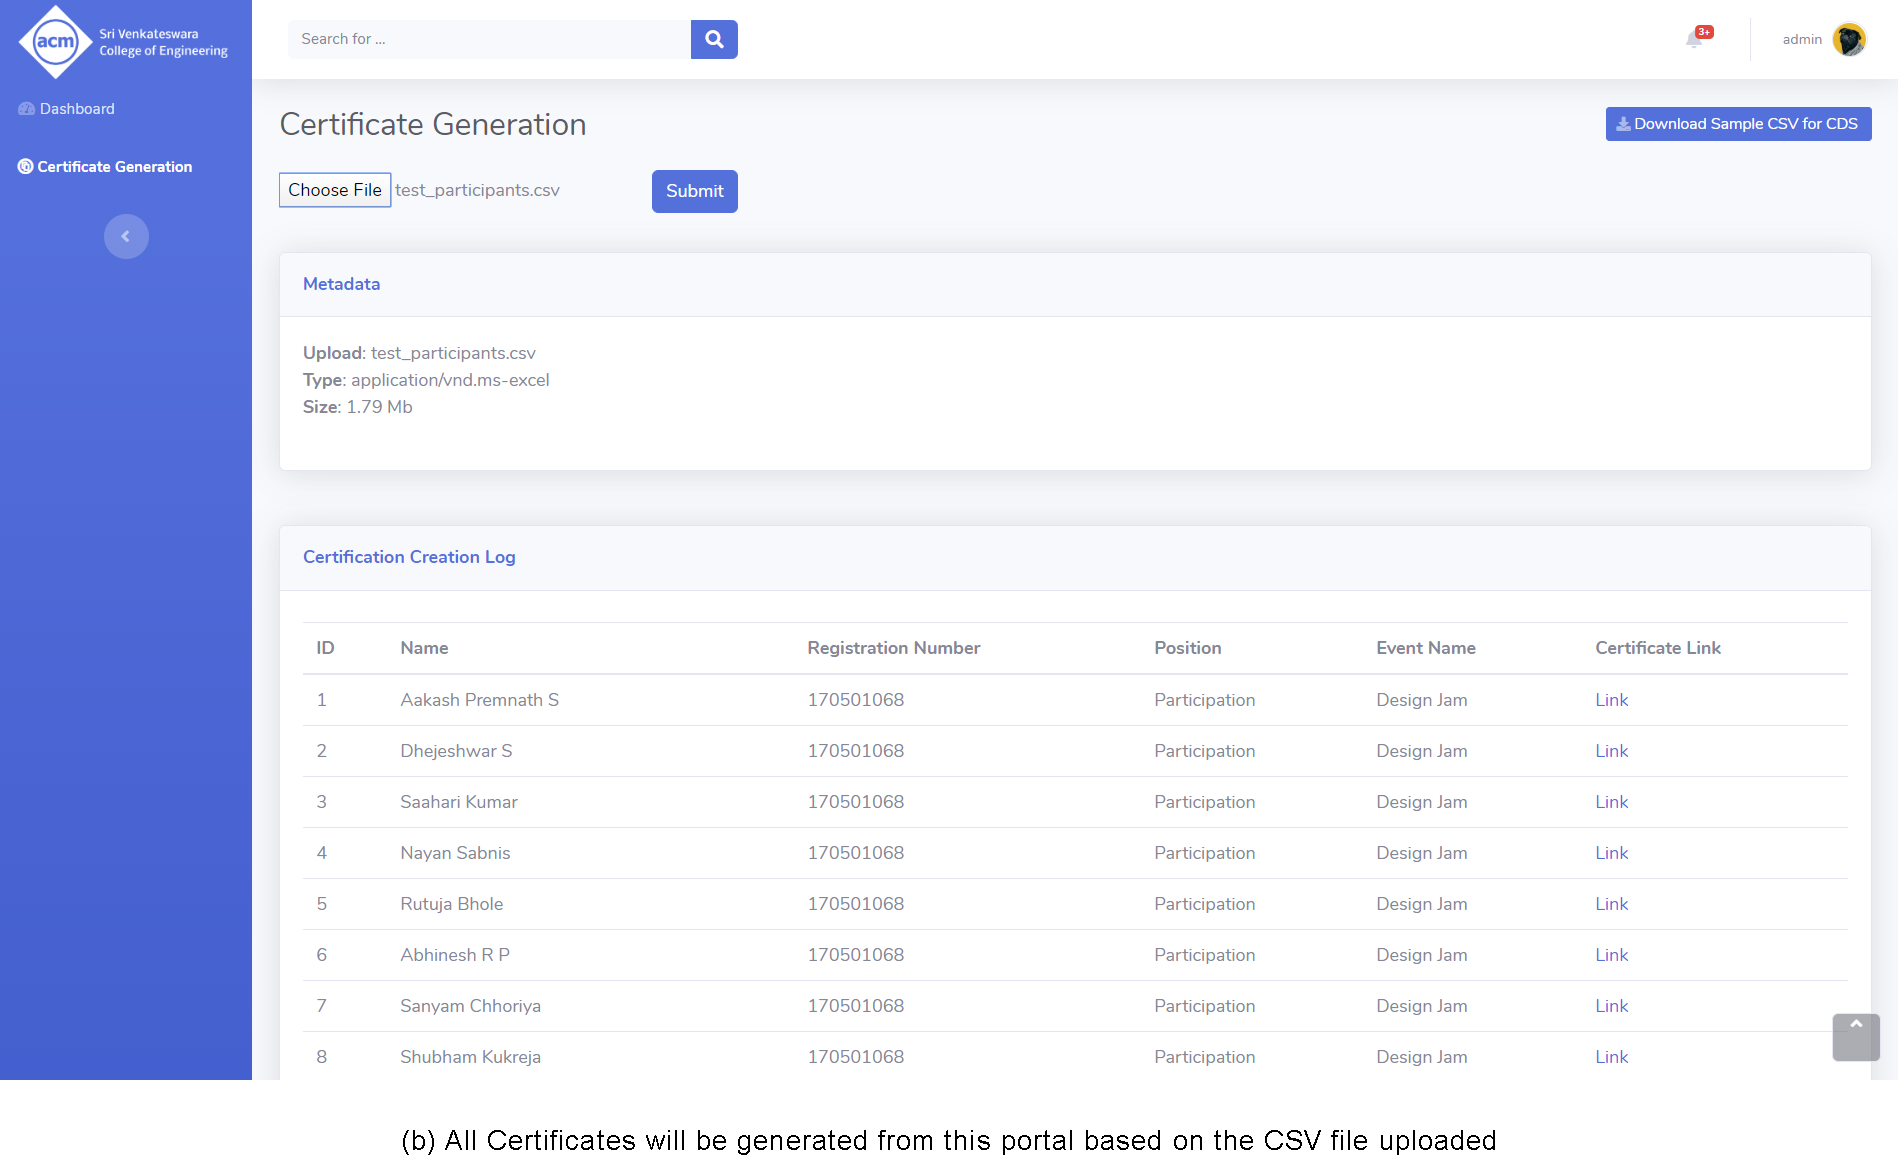 acm
Sri Venkateswara
College of Engineering
Search for ...
3+
admin
Dashboard
Certificate Generation
Certificate Generation
Download Sample CSV for CDS
Choose File test_participants.csv
Submit
Metadata
Upload: test_participants.csv
Type: application/vnd.ms-excel
Size: 1.79 Mb
Certification Creation Log
ID Name Registration Number Position Event Name Certificate Link
1 Aakash Premnath S 170501068 Participation Design Jam Link
2 Dhejeshwar S 170501068 Participation Design Jam Link
3 Saahari Kumar 170501068 Participation Design Jam Link
4 Nayan Sabnis 170501068 Participation Design Jam Link
5 Rutuja Bhole 170501068 Participation Design Jam Link
6 Abhinesh R P 170501068 Participation Design Jam Link
7 Sanyam Chhoriya 170501068 Participation Design Jam Link
8 Shubham Kukreja 170501068 Participation Design Jam Link
(b) All Certificates will be generated from this portal based on the CSV file uploaded